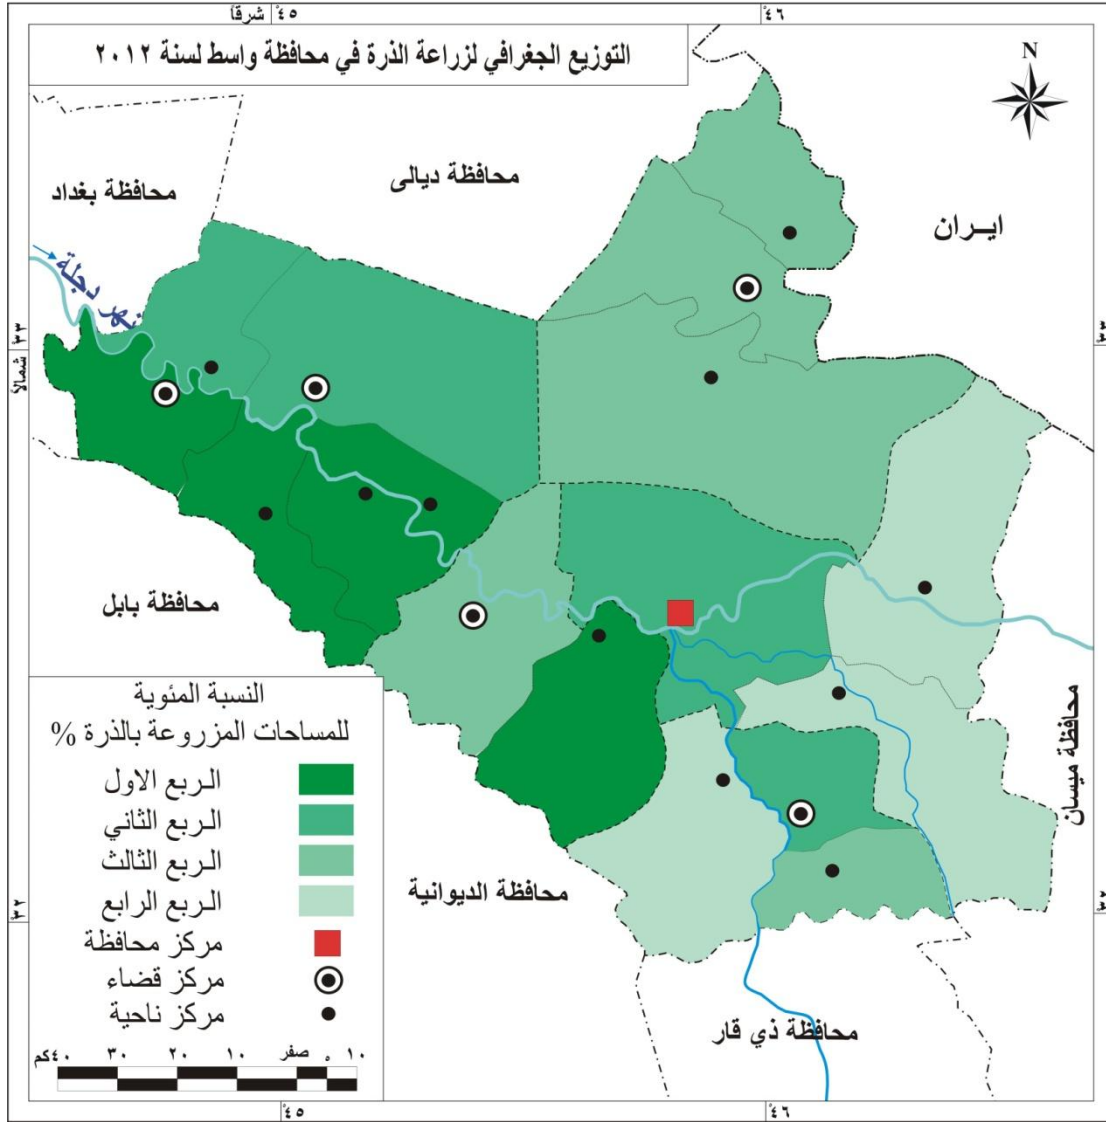 شرقاً ْ٤٥ ْ٤٦
التوزيع الجغرافي لزراعة الذرة في محافظة واسط لسنة ٢٠١٢
N
محافظة ديالى
محافظة بغداد
ايـــران
نهر دجلة
ْ٣٣ شمالاً
ْ٣٣
محافظة بابل
محافظة ميسان
محافظة الديوانية
محافظة ذي قار
ْ٣٢
ْ٣٢
النسبة المئوية
للمساحات المزروعة بالذرة %
الـربع الاول
الـربع الثاني
الـربع الثالث
الـربع الرابع
مركز محافظة
مركز قضاء
مركز ناحية
١٠ ٥ صفر ١٠ ٢٠ ٣٠ ٤٠كم
ْ٤٥ ْ٤٦